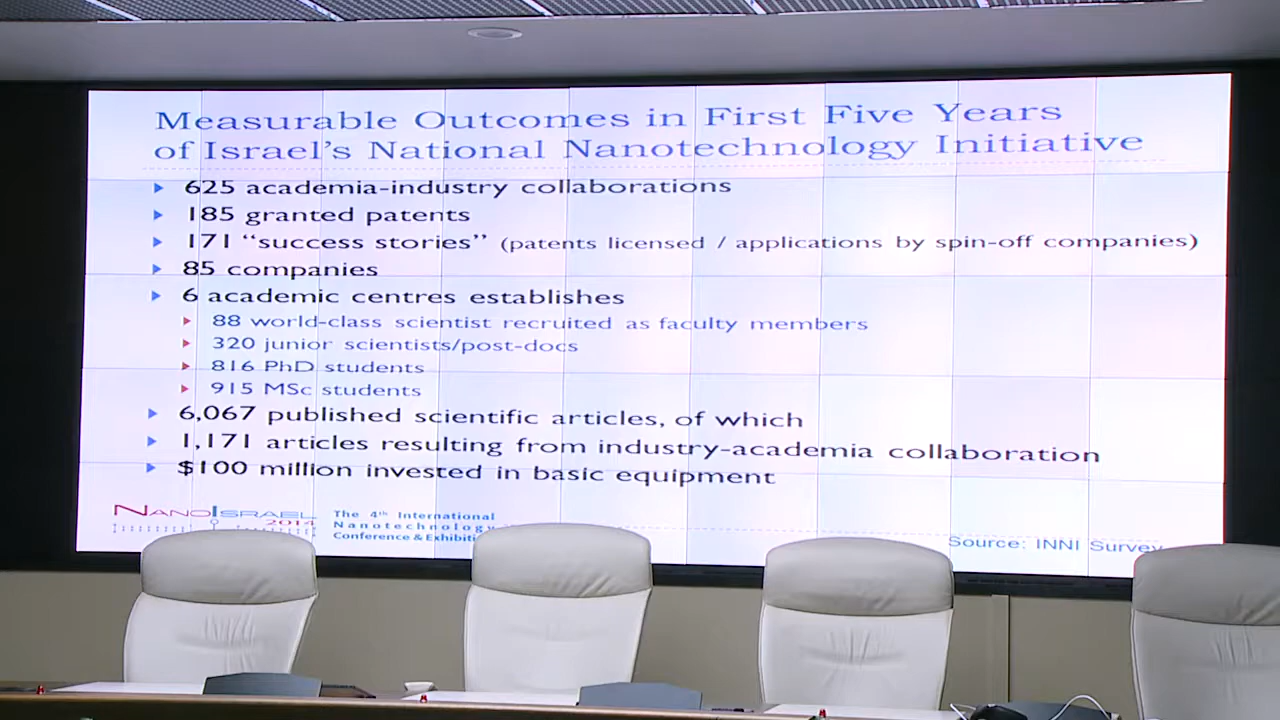 Measurable Outcomes in First Five Years
of Israel's National Nanotechnology Initiative
625 academia-industry collaborations
185 granted patents
171 “success stories” (patents licensed / applications by spin-off companies)
85 companies
6 academic centres establishes
88 world-class scientist recruited as faculty members
320 junior scientists/post-docs
816 PhD students
915 MSc students
6,067 published scientific articles, of which
1,171 articles resulting from industry-academia collaboration
$100 million invested in basic equipment
NANOISRAEL
2014
The 4th International
Nanotechnology
Conference & Exhibiti
Source: INNI Survey